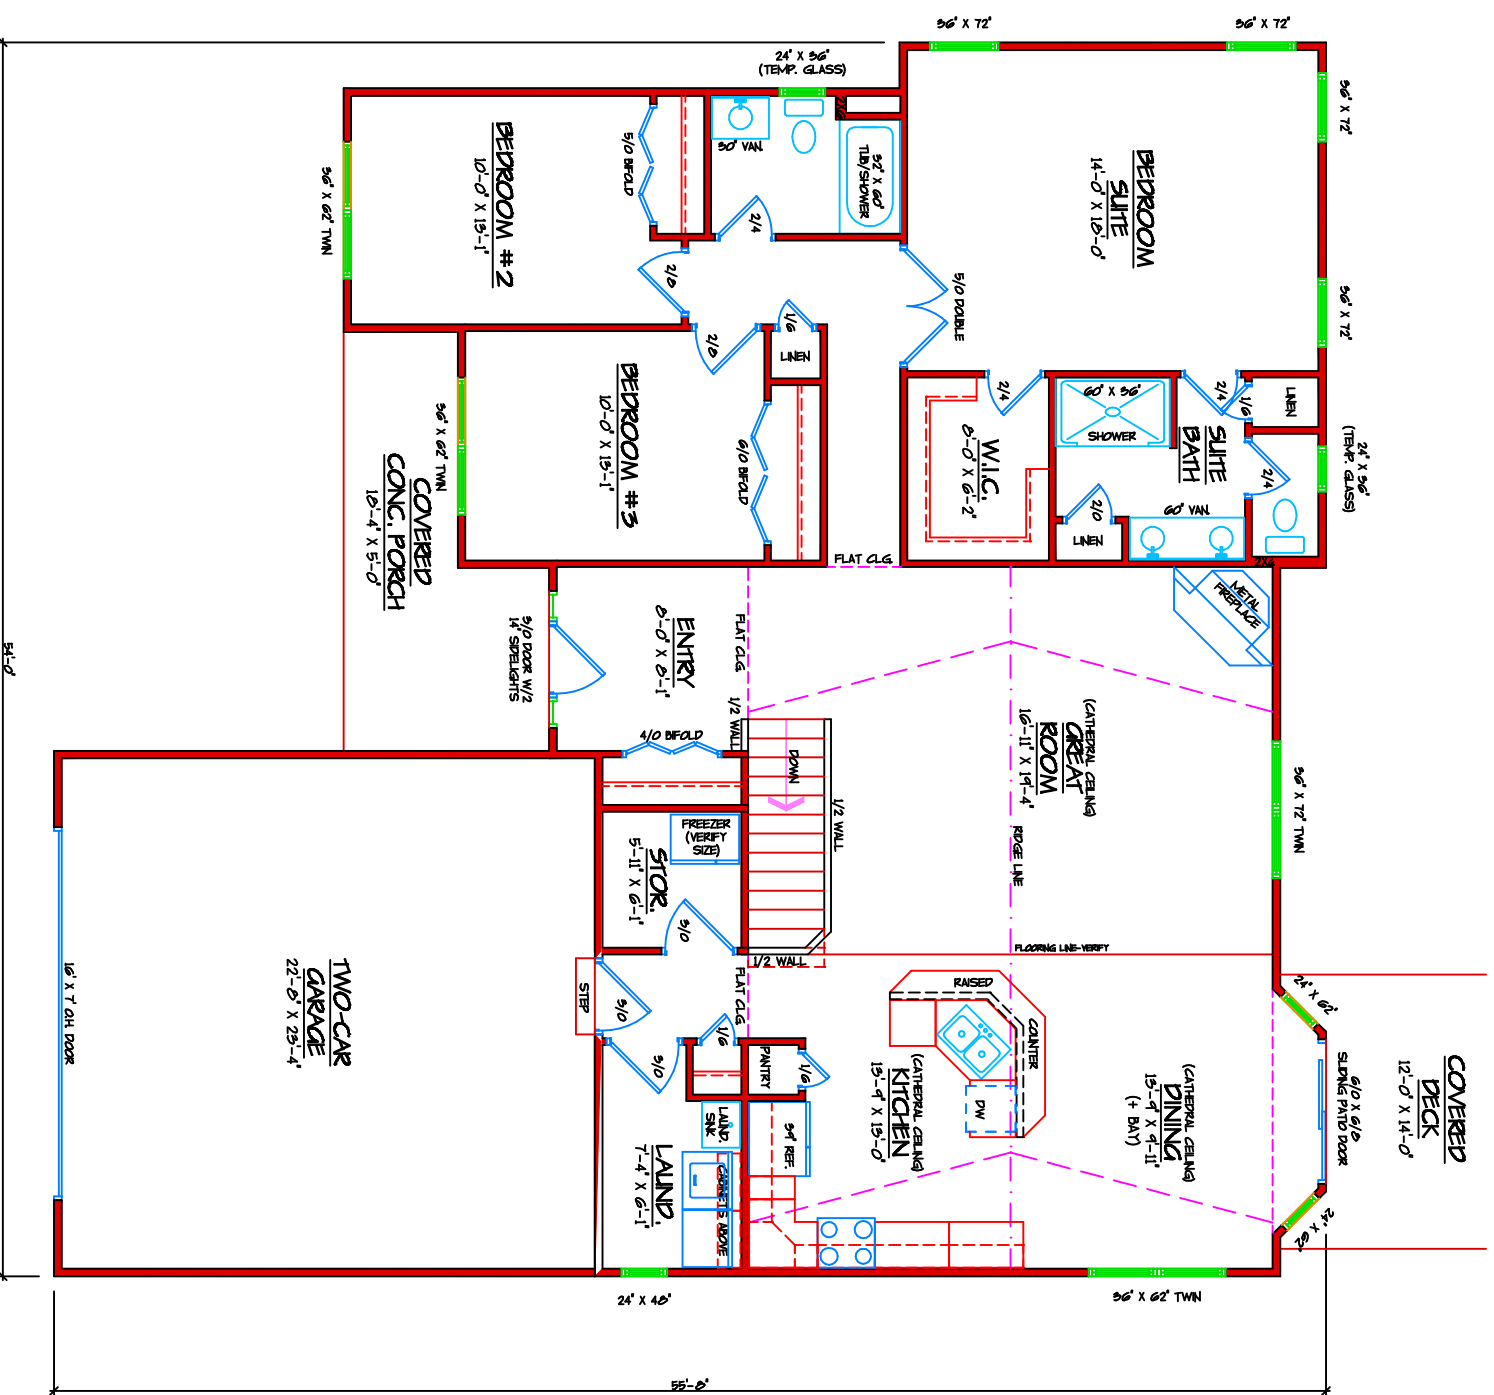 36" X 72"
36" X 72"
24" X 36"
(TEMP. GLASS)
36" X 72"
36" X 72"
BEDROOM
SUITE
14'-0" X 18'-0"
30" VAN.
32" X 60"
TUB/SHOWER
2/4
5/0 BIFOLD
BEDROOM #2
10'-0" X 13'-1"
36" X 62" TWIN
2/8
2/8
1/6
LINEN
5/0 DOUBLE
BEDROOM #3
10'-0" X 13'-1"
36" X 62" TWIN
6/0 BIFOLD
2/4
W.I.C.
8'-0" X 6'-2"
60" X 36"
SHOWER
SUITE
BATH
2/4
1/6
LINEN
2/4
24" X 36"
(TEMP. GLASS)
2/0
LINEN
60" VAN.
2X6
2X6
COVERED
CONC. PORCH
18'-4" X 5'-0"
FLAT CLG.
FLAT CLG.
METAL
FIREPLACE
ENTRY
8'-0" X 8'-1"
3/0 DOOR W/2
14" SIDELIGHTS
4/0 BIFOLD
1/2 WALL
DOWN
1/2 WALL
1/2 WALL
(CATHEDRAL CEILING)
GREAT
ROOM
16'-11" X 19'-4"
RIDGE LINE
36" X 72" TWIN
FLOORING LINE-VERIFY
FREEZER
(VERIFY
SIZE)
STOR.
5'-11" X 6'-1"
3/0
STEP
3/0
3/0
FLAT CLG.
1/6
PANTRY
1/6
TWO-CAR
GARAGE
22'-8" X 23'-4"
16' X 7' O.H. DOOR
RAISED
COUNTER
DW
(CATHEDRAL CEILING)
KITCHEN
13'-9" X 13'-0"
39" REF.
(CATHEDRAL CEILING)
DINING
13'-9" X 9'-11"
(+ BAY)
24" X 62"
6/0 X 6/8
SLIDING PATIO DOOR
24" X 62"
COVERED
DECK
12'-0" X 14'-0"
LAUND.
SINK
LAUND.
7'-4" X 6'-1"
CABINETS ABOVE
24" X 48"
36" X 62" TWIN
54'-0"
55'-8"